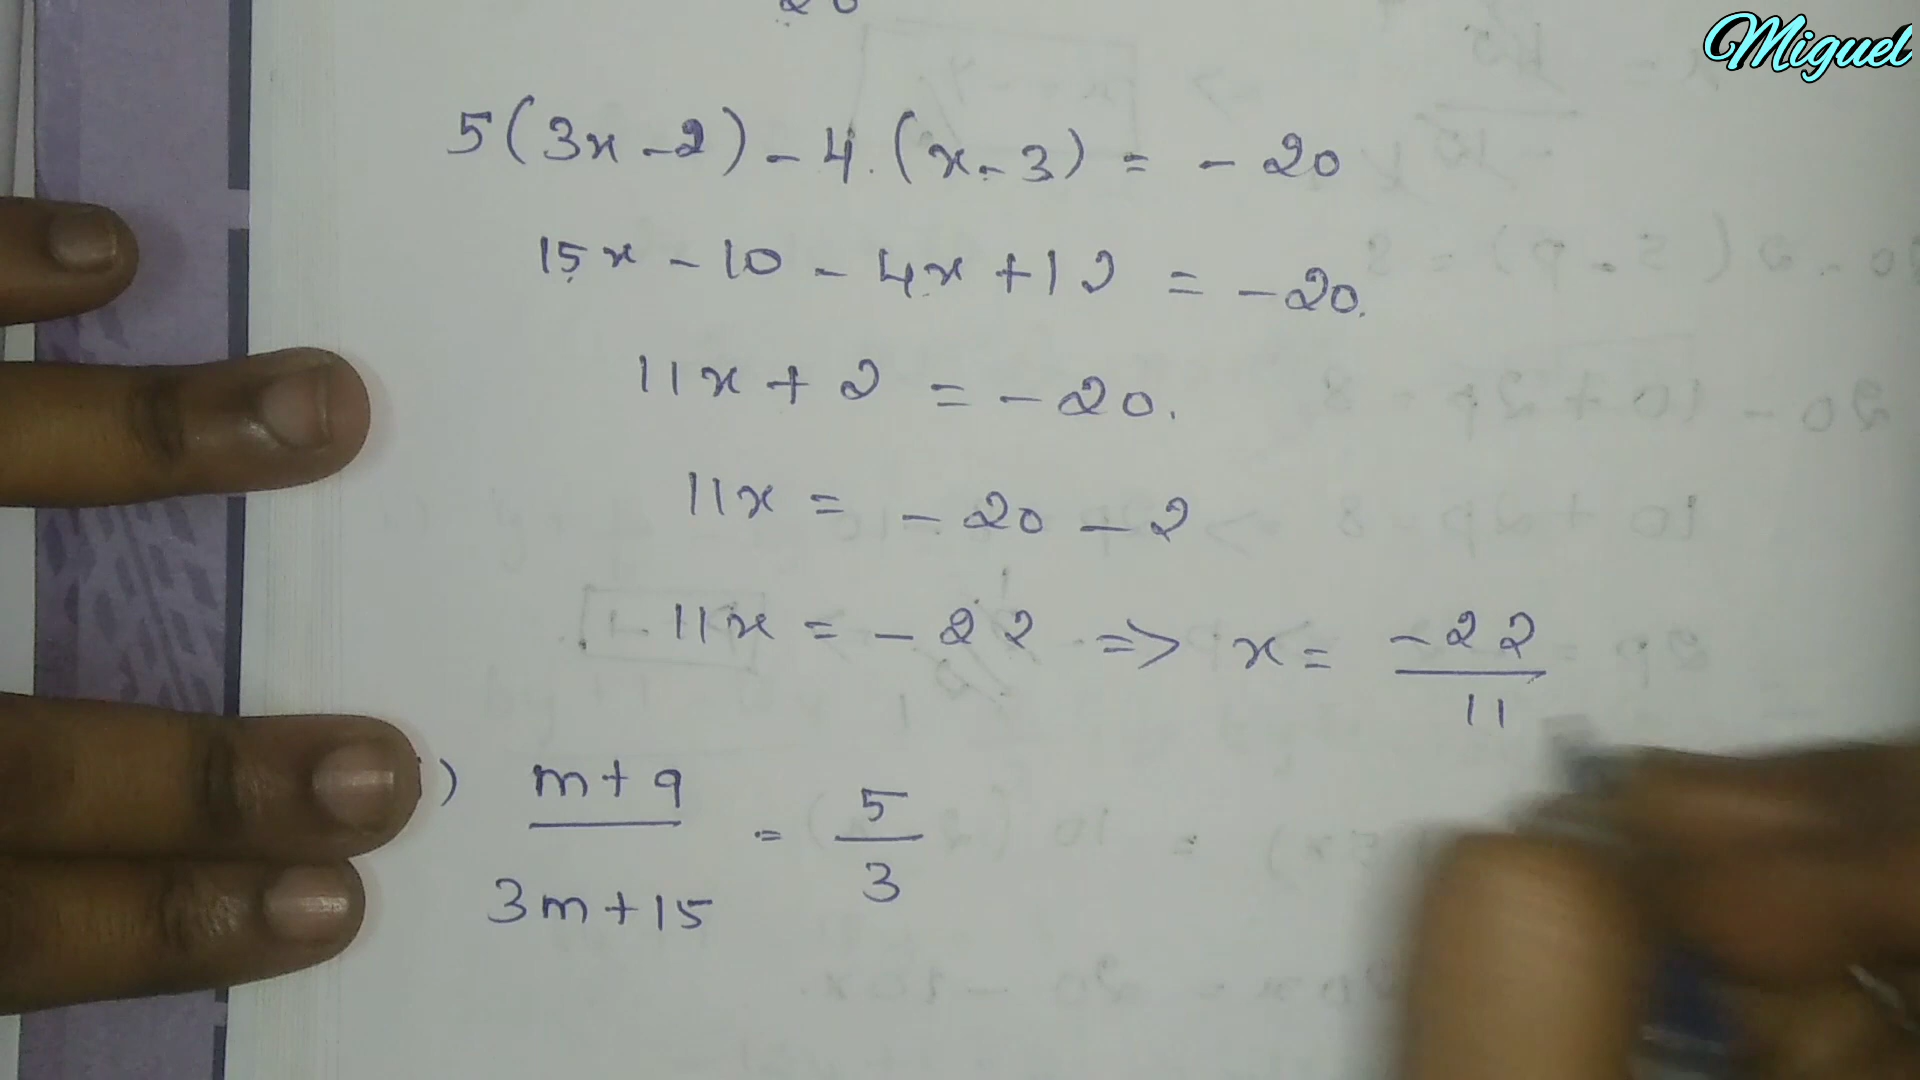 Miguel
5(3x-2)-4.(x-3) = -20
15x - 10 - 4x + 12 = -20.
11x + 2 = -20.
11x = -20 - 2
11x = -22 => x = -22/11
) m+9/3m+15 = 5/3